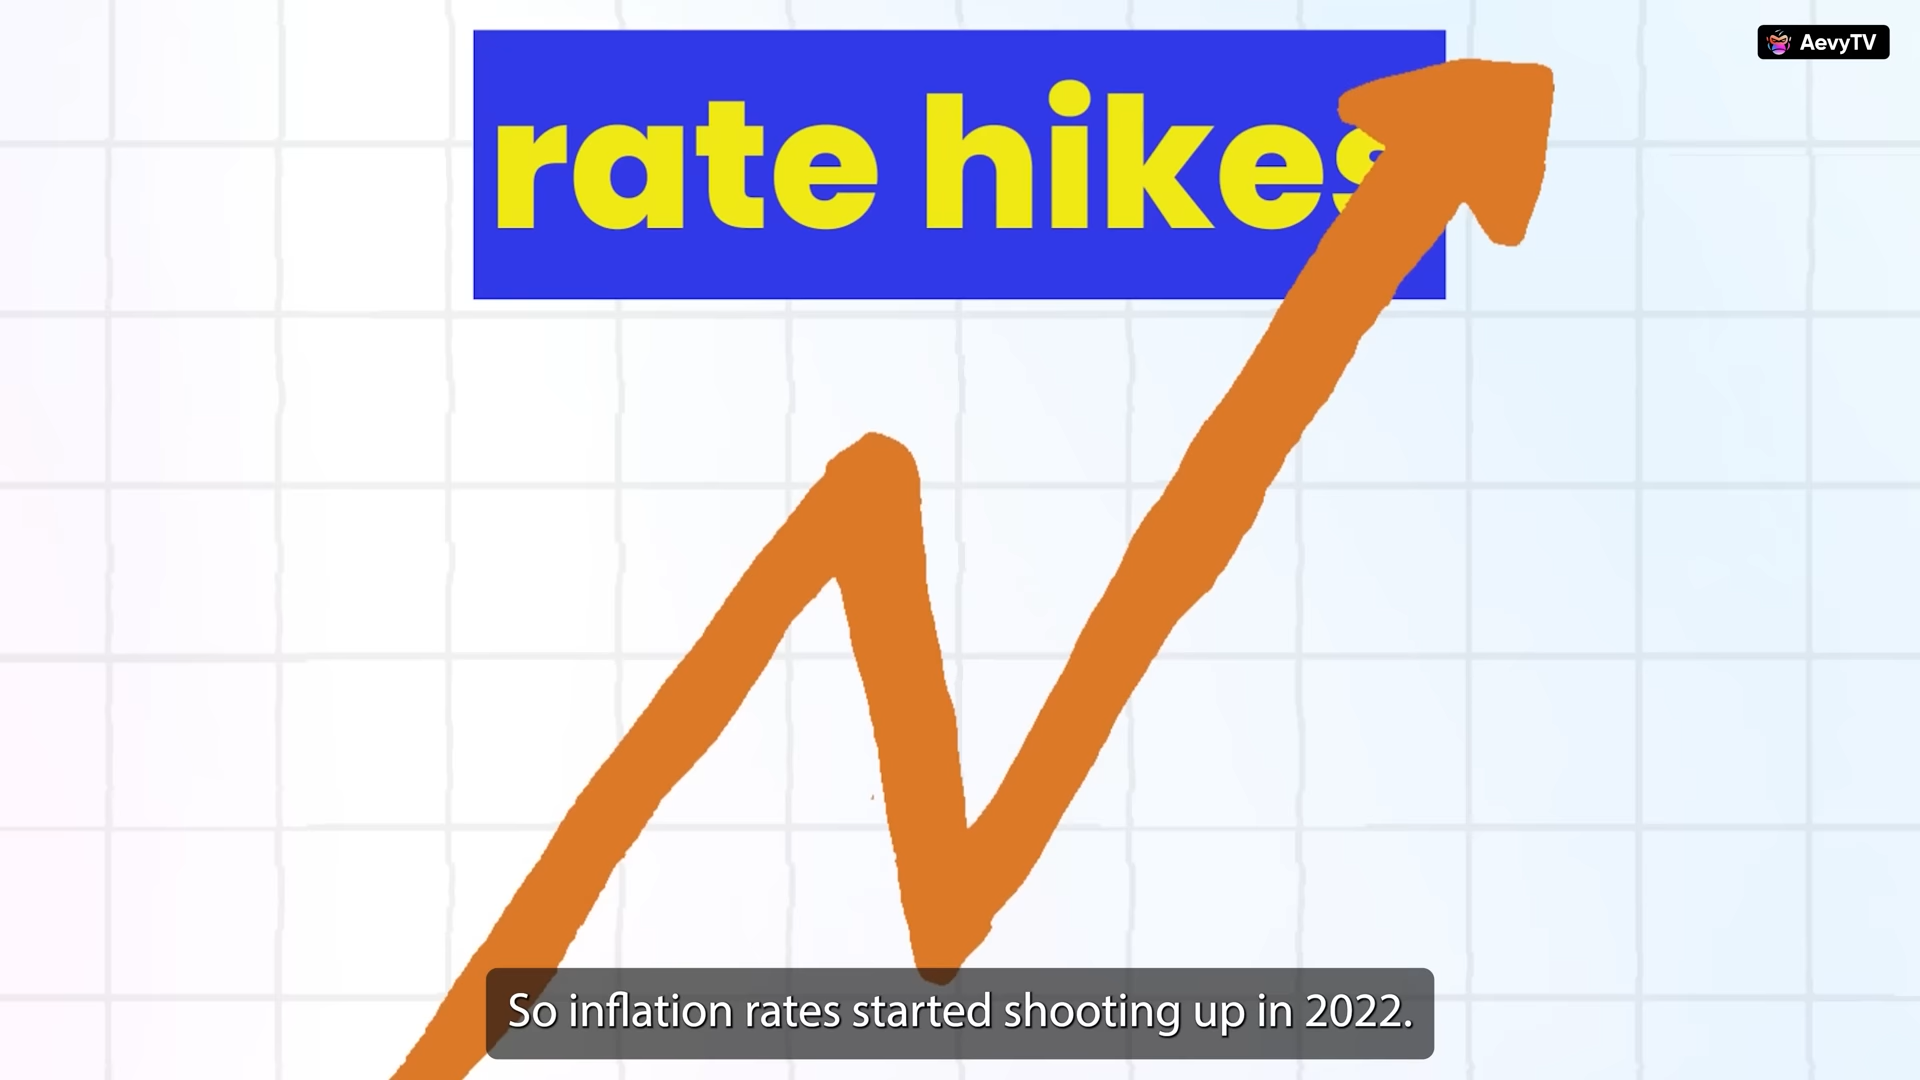 rate hikes
AevyTV
So inflation rates started shooting up in 2022.